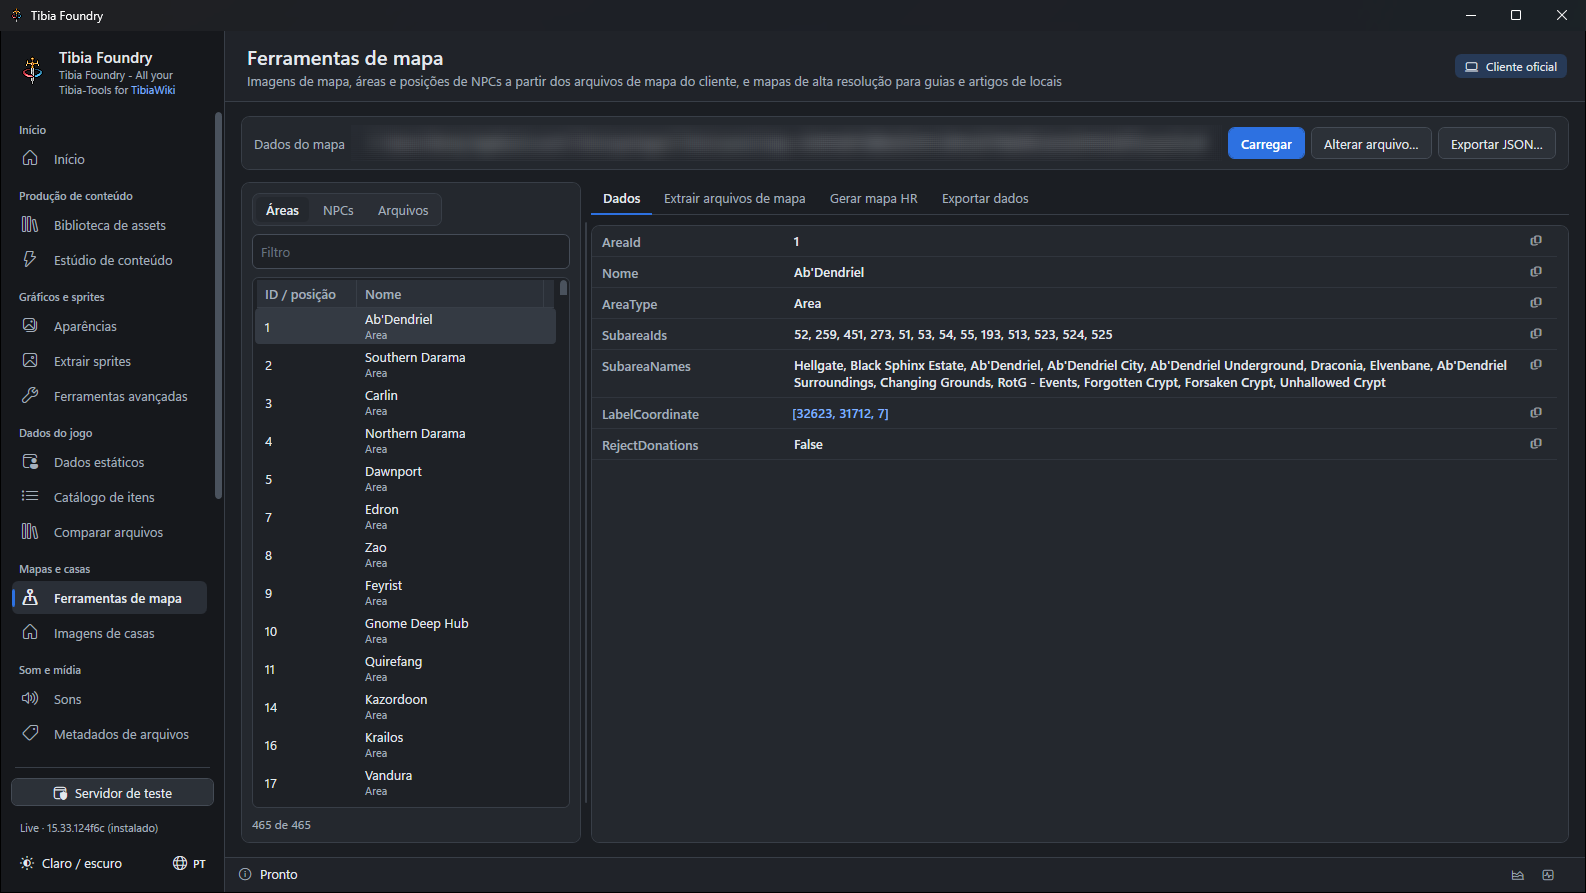 Tibia Foundry
Tibia Foundry
Tibia Foundry - All your
Tibia-Tools for TibiaWiki
Início
Início
Produção de conteúdo
Biblioteca de assets
Estúdio de conteúdo
Gráficos e sprites
Aparências
Extrair sprites
Ferramentas avançadas
Dados do jogo
Dados estáticos
Catálogo de itens
Comparar arquivos
Mapas e casas
Ferramentas de mapa
Imagens de casas
Som e mídia
Sons
Metadados de arquivos
Servidor de teste
Live · 15.33.124f6c (instalado)
Claro / escuro PT
Ferramentas de mapa
Imagens de mapa, áreas e posições de NPCs a partir dos arquivos de mapa do cliente, e mapas de alta resolução para guias e artigos de locais
Cliente oficial
Dados do mapa
Carregar Alterar arquivo... Exportar JSON...
Áreas NPCs Arquivos
Filtro
ID / posição Nome
1 Ab'Dendriel
Area
2 Southern Darama
Area
3 Carlin
Area
4 Northern Darama
Area
5 Dawnport
Area
7 Edron
Area
8 Zao
Area
9 Feyrist
Area
10 Gnome Deep Hub
Area
11 Quirefang
Area
14 Kazordoon
Area
16 Krailos
Area
17 Vandura
Area
465 de 465
Dados Extrair arquivos de mapa Gerar mapa HR Exportar dados
AreaId 1
Nome Ab'Dendriel
AreaType Area
SubareaIds 52, 259, 451, 273, 51, 53, 54, 55, 193, 513, 523, 524, 525
SubareaNames Hellgate, Black Sphinx Estate, Ab'Dendriel, Ab'Dendriel City, Ab'Dendriel Underground, Draconia, Elvenbane, Ab'Dendriel
Surroundings, Changing Grounds, RotG - Events, Forgotten Crypt, Forsaken Crypt, Unhallowed Crypt
LabelCoordinate [32623, 31712, 7]
RejectDonations False
Pronto